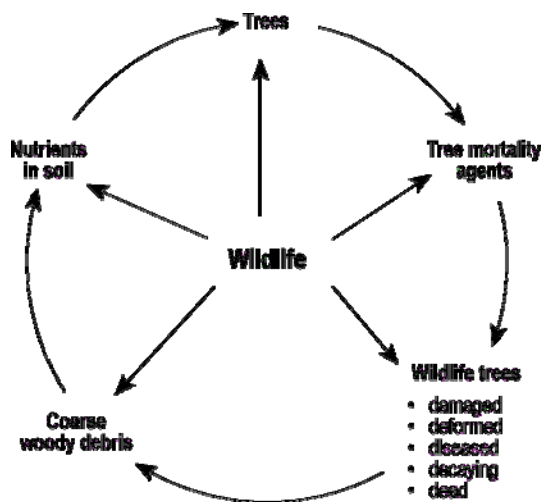 Trees
Nutrients
in soil
Tree mortality
agents
Wildlife
Wildlife trees
• damaged
• deformed
• diseased
• decaying
• dead
Coarse
woody debris